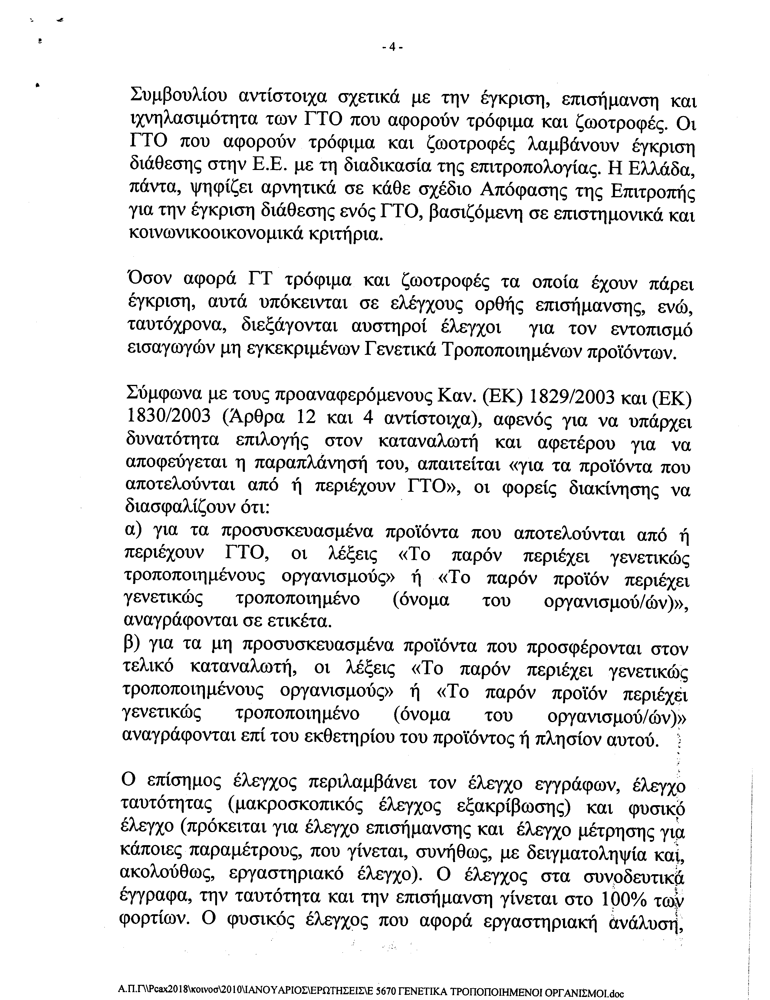 - 4 -
Συμβουλίου αντίστοιχα σχετικά με την έγκριση, επισήμανση και
ιχνηλασιμότητα των ΓΤΟ που αφορούν τρόφιμα και ζωοτροφές. Οι
ΓΤΟ που αφορούν τρόφιμα και ζωοτροφές λαμβάνουν έγκριση
διάθεσης στην Ε.Ε. με τη διαδικασία της επιτροπολογίας. Η Ελλάδα,
πάντα, ψηφίζει αρνητικά σε κάθε σχέδιο Απόφασης της Επιτροπής
για την έγκριση διάθεσης ενός ΓΤΟ, βασιζόμενη σε επιστημονικά και
κοινωνικοοικονομικά κριτήρια.
Όσον αφορά ΓΤ τρόφιμα και ζωοτροφές τα οποία έχουν πάρει
έγκριση, αυτά υπόκεινται σε ελέγχους ορθής επισήμανσης, ενώ,
ταυτόχρονα, διεξάγονται αυστηροί έλεγχοι για τον εντοπισμό
εισαγωγών μη εγκεκριμένων Γενετικά Τροποποιημένων προϊόντων.
Σύμφωνα με τους προαναφερόμενους Καν. (ΕΚ) 1829/2003 και (ΕΚ)
1830/2003 (Άρθρα 12 και 4 αντίστοιχα), αφενός για να υπάρχει
δυνατότητα επιλογής στον καταναλωτή και αφετέρου για να
αποφεύγεται η παραπλάνησή του, απαιτείται «για τα προϊόντα που
αποτελούνται από ή περιέχουν ΓΤΟ», οι φορείς διακίνησης να
διασφαλίζουν ότι:
α) για τα προσυσκευασμένα προϊόντα που αποτελούνται από ή
περιέχουν ΓΤΟ, οι λέξεις «Το παρόν περιέχει γενετικώς
τροποποιημένους οργανισμούς» ή «Το παρόν προϊόν περιέχει
γενετικώς τροποποιημένο (όνομα του οργανισμού/ών)»,
αναγράφονται σε ετικέτα.
β) για τα μη προσυσκευασμένα προϊόντα που προσφέρονται στον
τελικό καταναλωτή, οι λέξεις «Το παρόν περιέχει γενετικώς
τροποποιημένους οργανισμούς» ή «Το παρόν προϊόν περιέχει
γενετικώς τροποποιημένο (όνομα του οργανισμού/ών)»
αναγράφονται επί του εκθετηρίου του προϊόντος ή πλησίον αυτού.
Ο επίσημος έλεγχος περιλαμβάνει τον έλεγχο εγγράφων, έλεγχο
ταυτότητας (μακροσκοπικός έλεγχος εξακρίβωσης) και φυσικό
έλεγχο (πρόκειται για έλεγχο επισήμανσης και έλεγχο μέτρησης για
κάποιες παραμέτρους, που γίνεται, συνήθως, με δειγματοληψία και,
ακολούθως, εργαστηριακό έλεγχο). Ο έλεγχος στα συνοδευτικά
έγγραφα, την ταυτότητα και την επισήμανση γίνεται στο 100% των
φορτίων. Ο φυσικός έλεγχος που αφορά εργαστηριακή ανάλυση,
Α.Π.Γ\\Pcax2018\κοινοσ\2010\ΙΑΝΟΥΑΡΙΟΣ\ΕΡΩΤΗΣΕΙΣ\Ε 5670 ΓΕΝΕΤΙΚΑ ΤΡΟΠΟΠΟΙΗΜΕΝΟΙ ΟΡΓΑΝΙΣΜΟΙ.doc